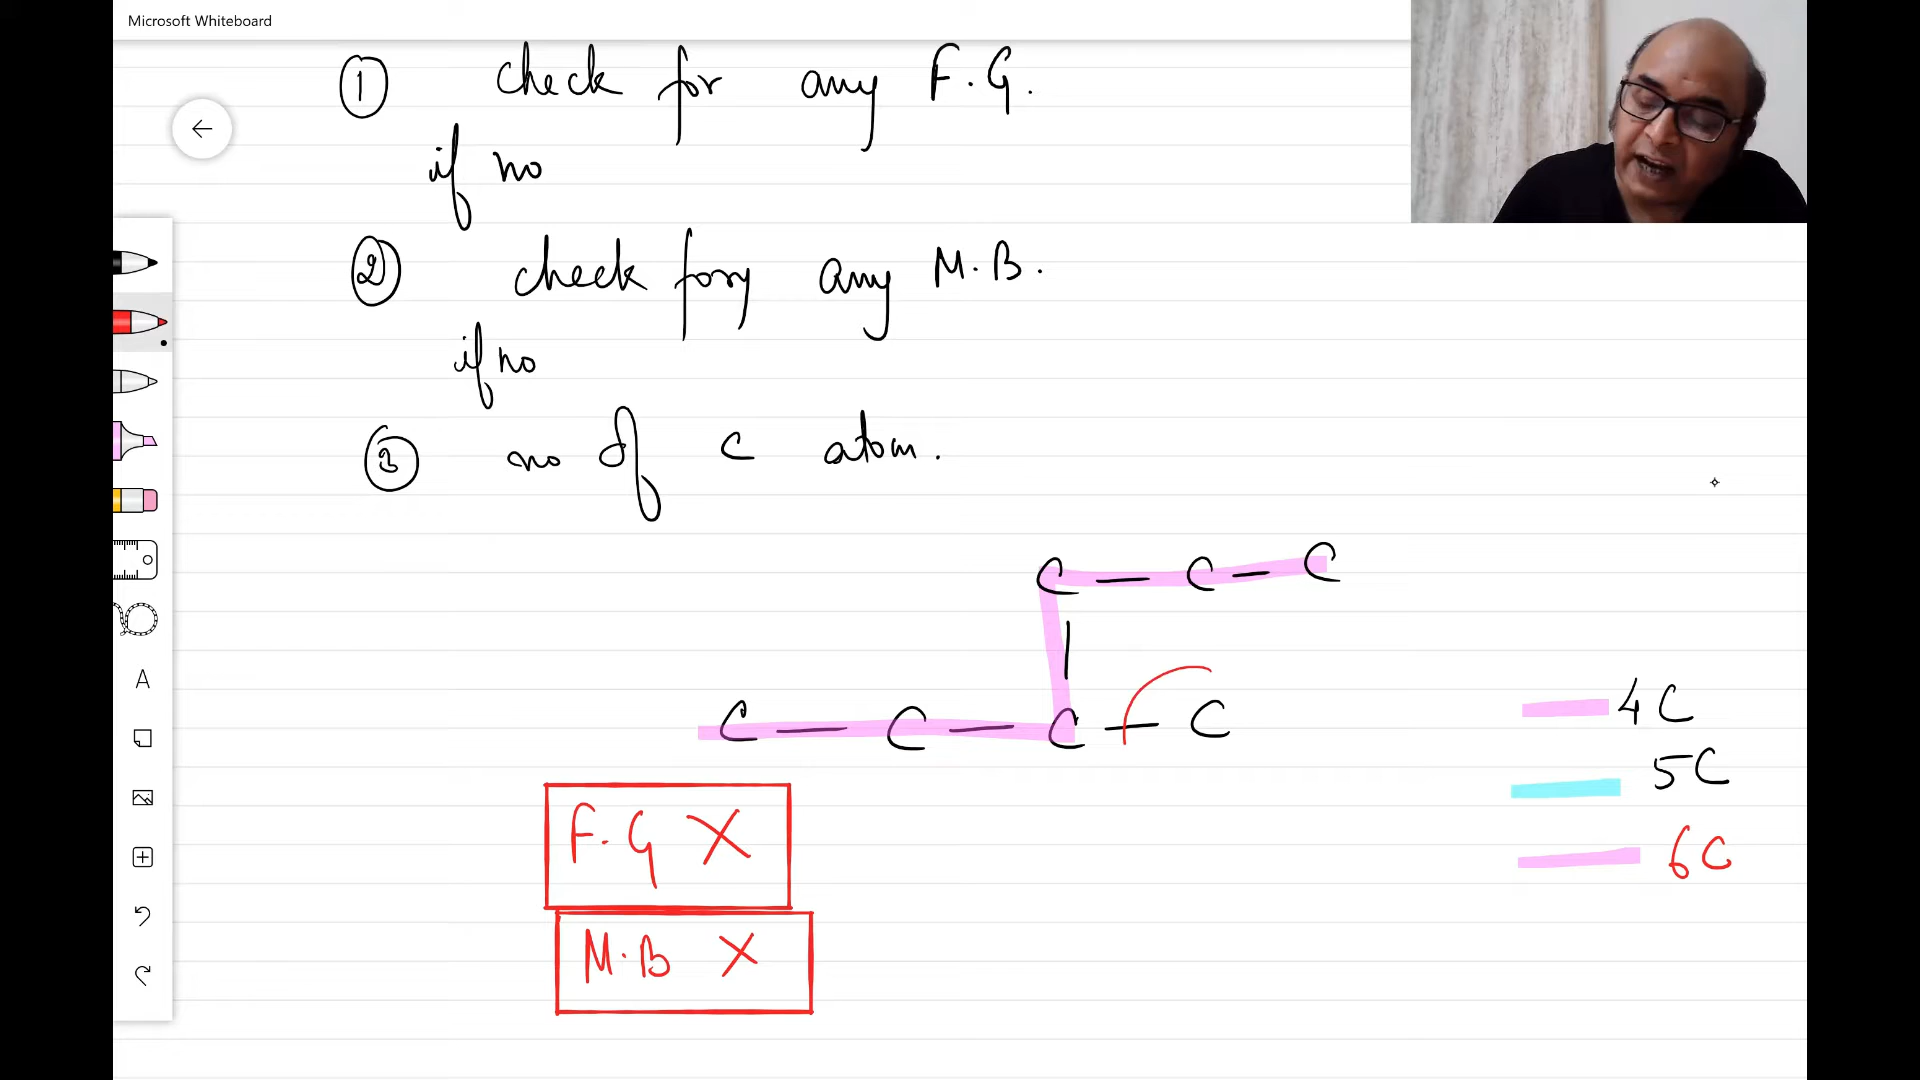 Microsoft Whiteboard
① check for any F.G.
if no
② check fory any M.B.
if no
③ no of C atom.
C — C — C
|
C — C — C — C
4C
5C
6C
F.G X
M.B X
A